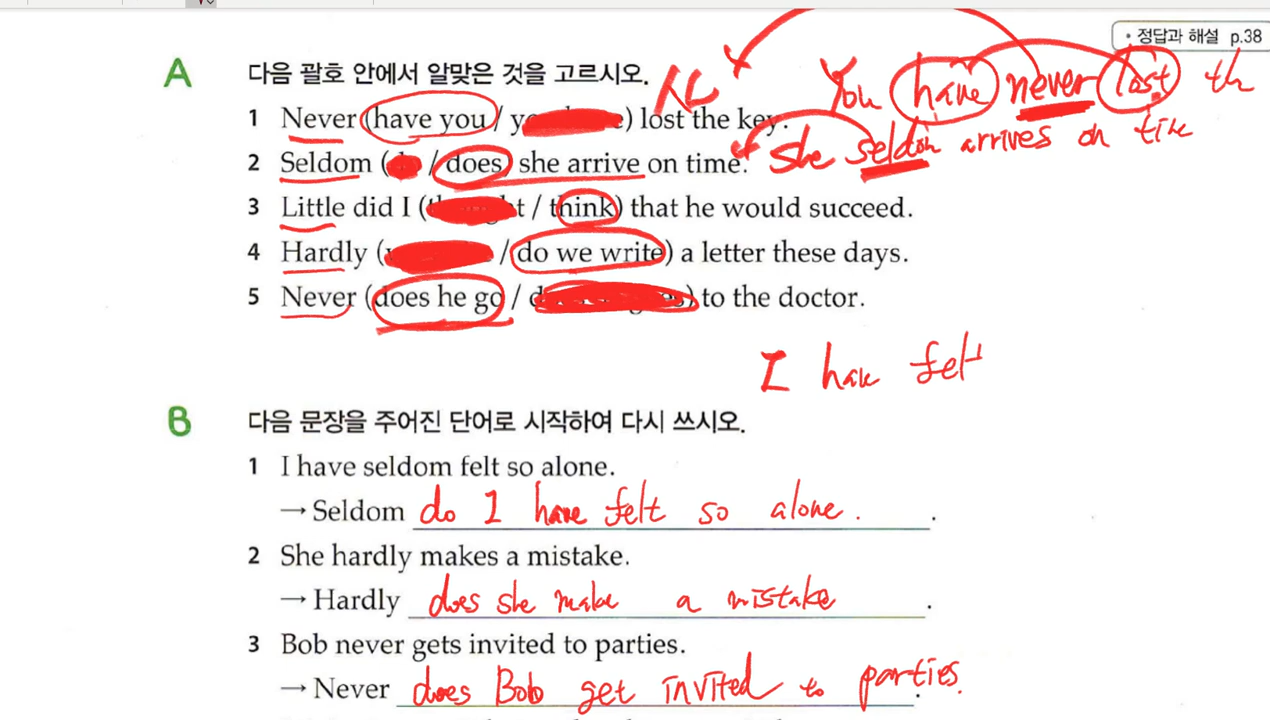 • 정답과 해설 p.38
A 다음 괄호 안에서 알맞은 것을 고르시오.
You have never lost th
1 Never (have you / ) lost the key.
She seldom arrives on time
2 Seldom ( / does) she arrive on time.
3 Little did I ( / think) that he would succeed.
4 Hardly ( / do we write) a letter these days.
5 Never (does he go / ) to the doctor.
I have felt
B 다음 문장을 주어진 단어로 시작하여 다시 쓰시오.
1 I have seldom felt so alone.
→ Seldom do I have felt so alone. .
2 She hardly makes a mistake.
→ Hardly does she make a mistake .
3 Bob never gets invited to parties.
→ Never does Bob get invited to parties. .